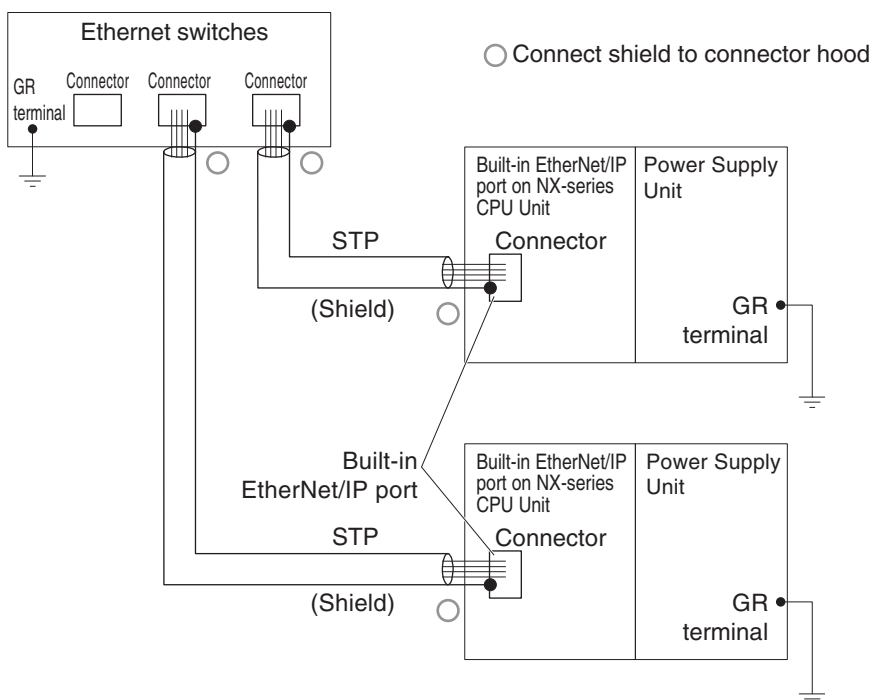 Ethernet switches
Connect shield to connector hood
GR
terminal
Connector
Connector
Connector
Built-in EtherNet/IP
port on NX-series
CPU Unit
Power Supply
Unit
STP
Connector
(Shield)
GR
terminal
Built-in
EtherNet/IP port
Built-in EtherNet/IP
port on NX-series
CPU Unit
Power Supply
Unit
STP
Connector
(Shield)
GR
terminal